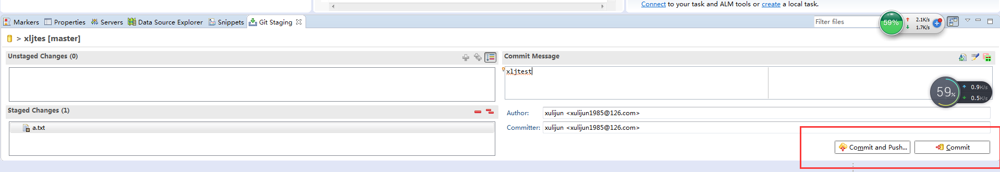 Connect to your task and ALM tools or create a local task.
Markers Properties Servers Data Source Explorer Snippets Git Staging Filter files
59% 2.1K/s
1.7K/s
> xljtes [master]
Unstaged Changes (0)
Commit Message
xljtest
59% 0.9K/s
0.5K/s
Staged Changes (1)
a.txt
Author: xulijun <xulijun1985@126.com>
Committer: xulijun <xulijun1985@126.com>
Commit and Push... Commit